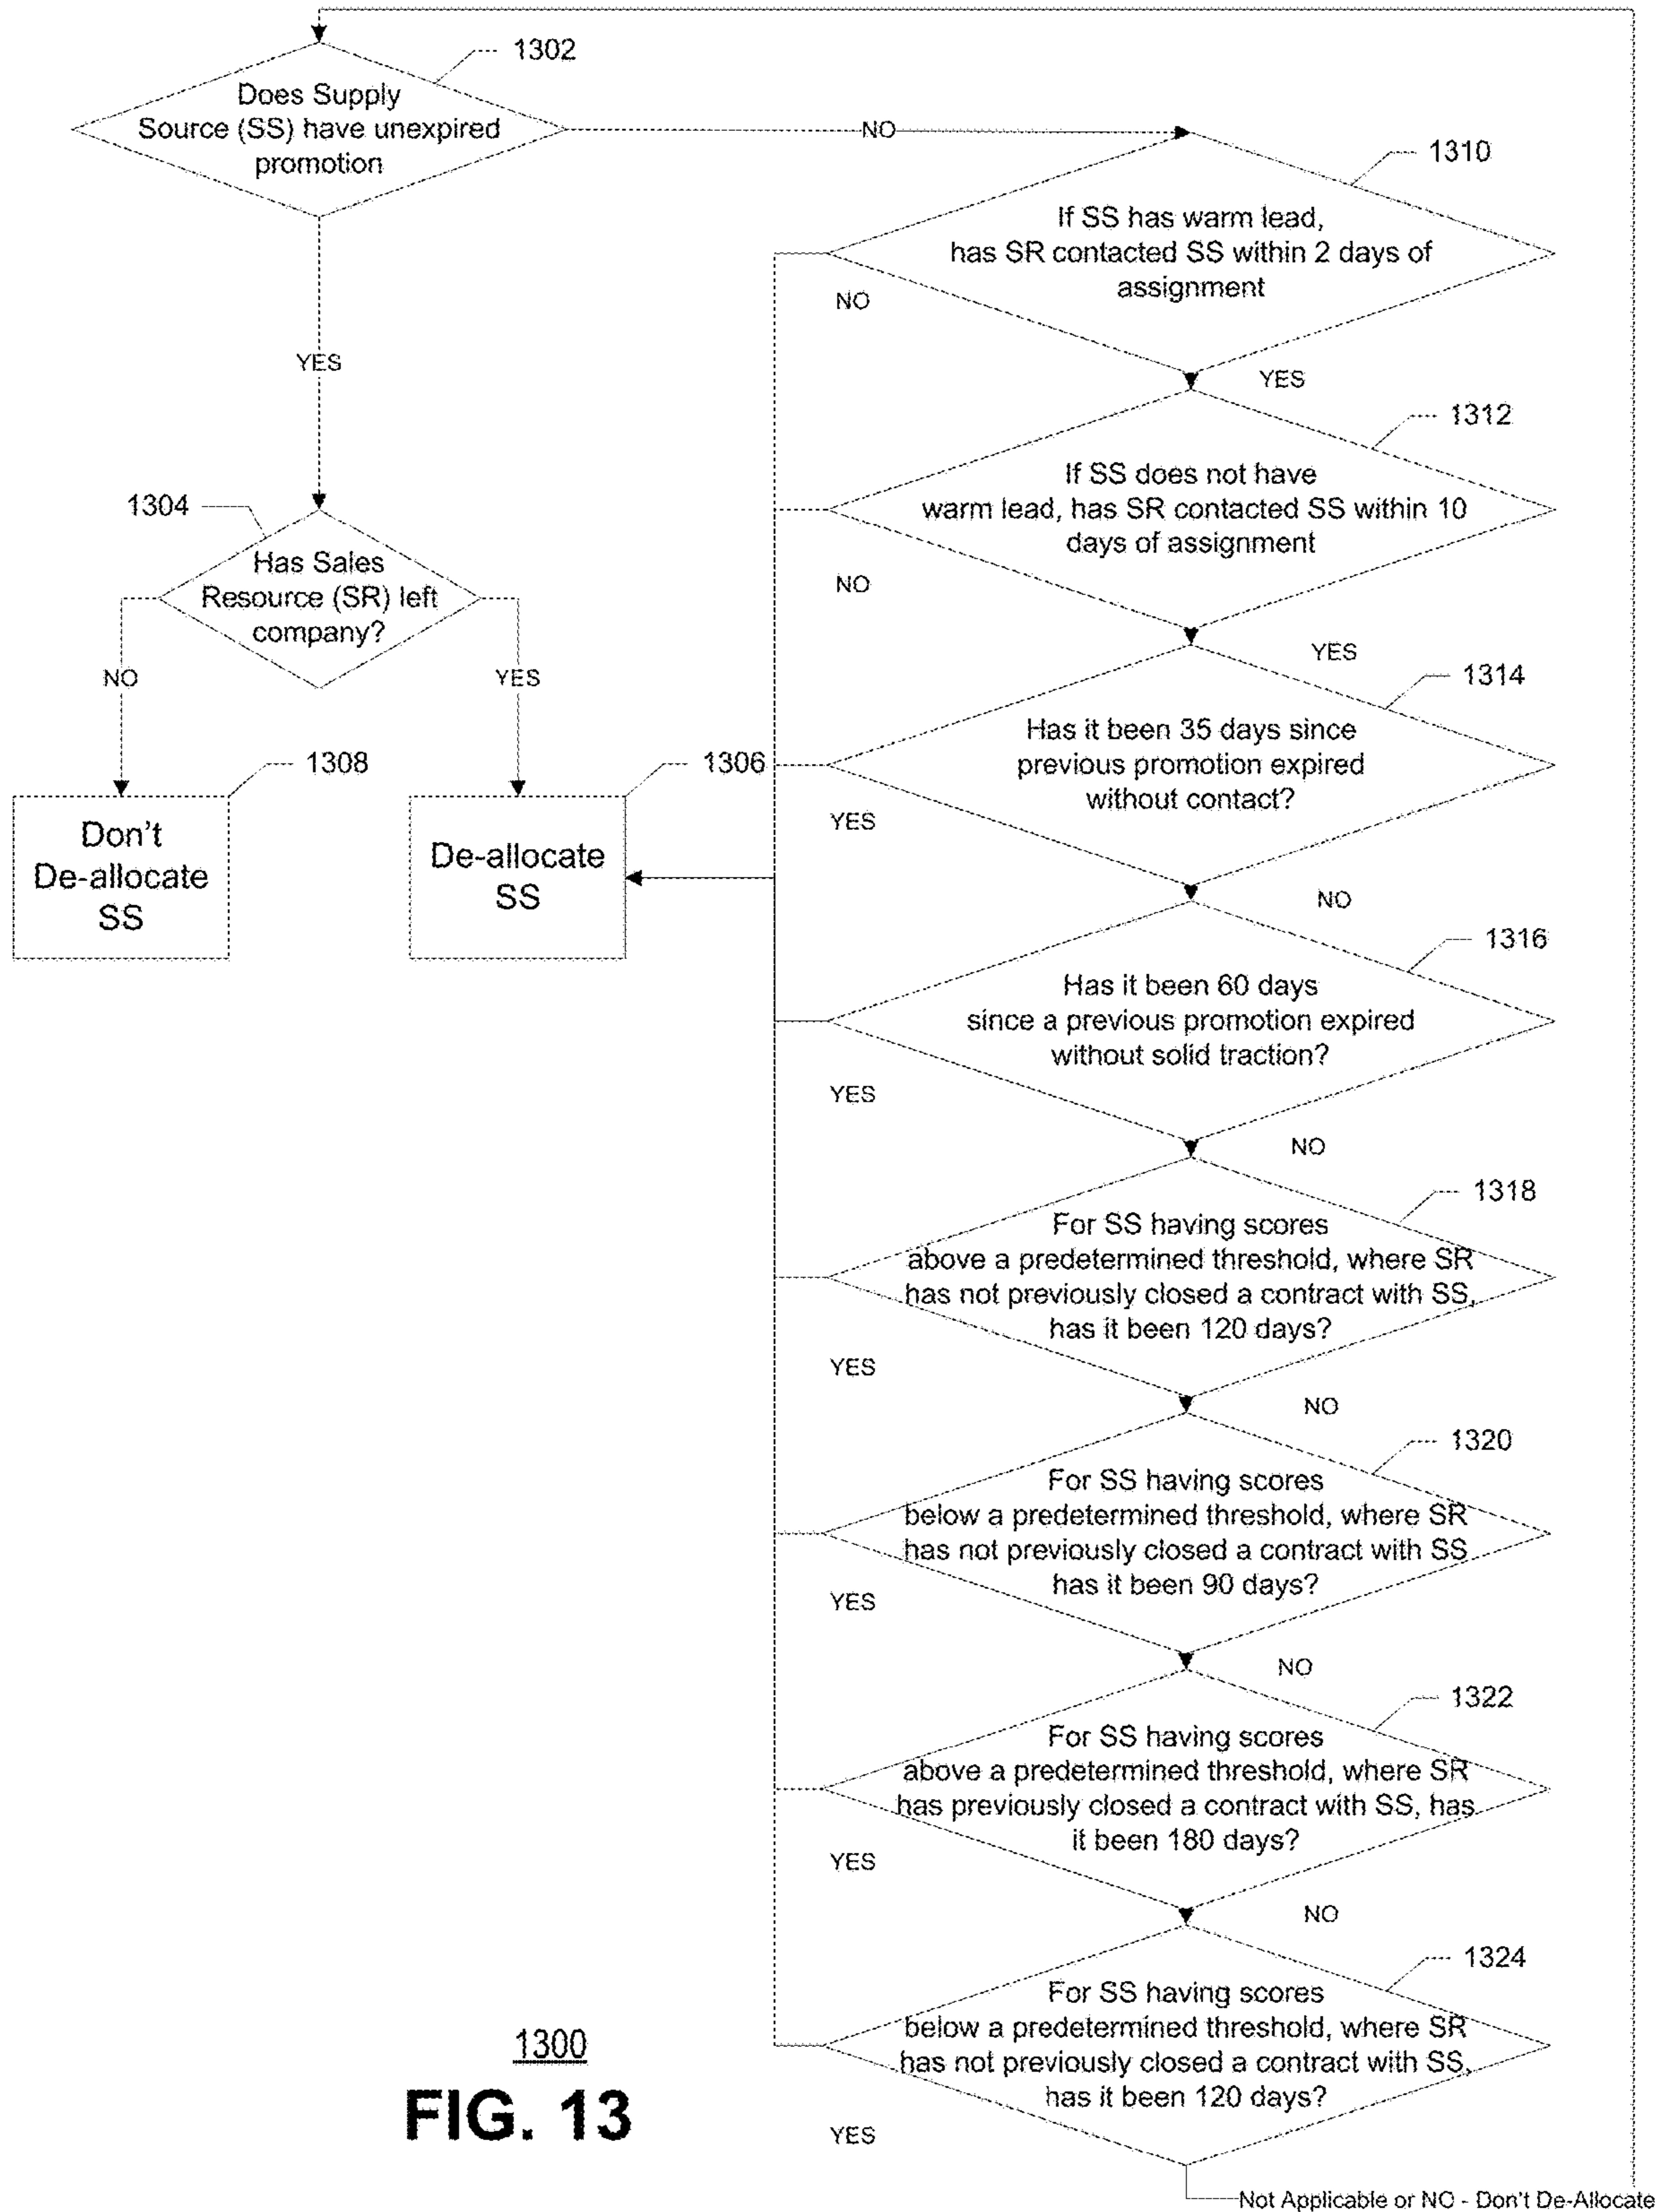 1302
Does Supply
Source (SS) have unexpired
promotion
NO
1310
If SS has warm lead,
has SR contacted SS within 2 days of
assignment
NO
YES
YES
1312
If SS does not have
warm lead, has SR contacted SS within 10
days of assignment
NO
YES
1304
Has Sales
Resource (SR) left
company?
NO
YES
1308
Don't
De-allocate
SS
1306
De-allocate
SS
1314
Has it been 35 days since
previous promotion expired
without contact?
YES
NO
1316
Has it been 60 days
since a previous promotion expired
without solid traction?
YES
NO
1318
For SS having scores
above a predetermined threshold, where SR
has not previously closed a contract with SS,
has it been 120 days?
YES
NO
1320
For SS having scores
below a predetermined threshold, where SR
has not previously closed a contract with SS
has it been 90 days?
YES
NO
1322
For SS having scores
above a predetermined threshold, where SR
has previously closed a contract with SS, has
it been 180 days?
YES
NO
1324
For SS having scores
below a predetermined threshold, where SR
has not previously closed a contract with SS,
has it been 120 days?
YES
Not Applicable or NO - Don't De-Allocate
1300
FIG. 13